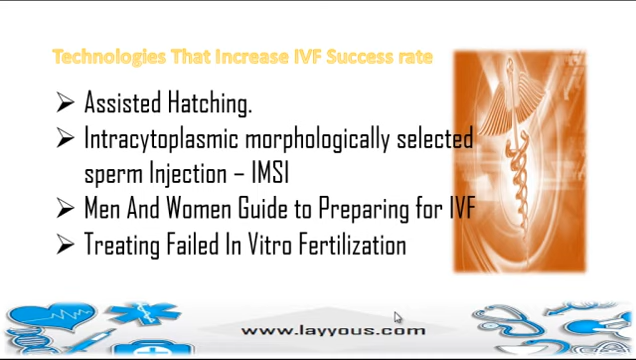 Technologies That Increase IVF Success rate
➢ Assisted Hatching.
➢ Intracytoplasmic morphologically selected
sperm Injection – IMSI
➢ Men And Women Guide to Preparing for IVF
➢ Treating Failed In Vitro Fertilization
www.layyous.com